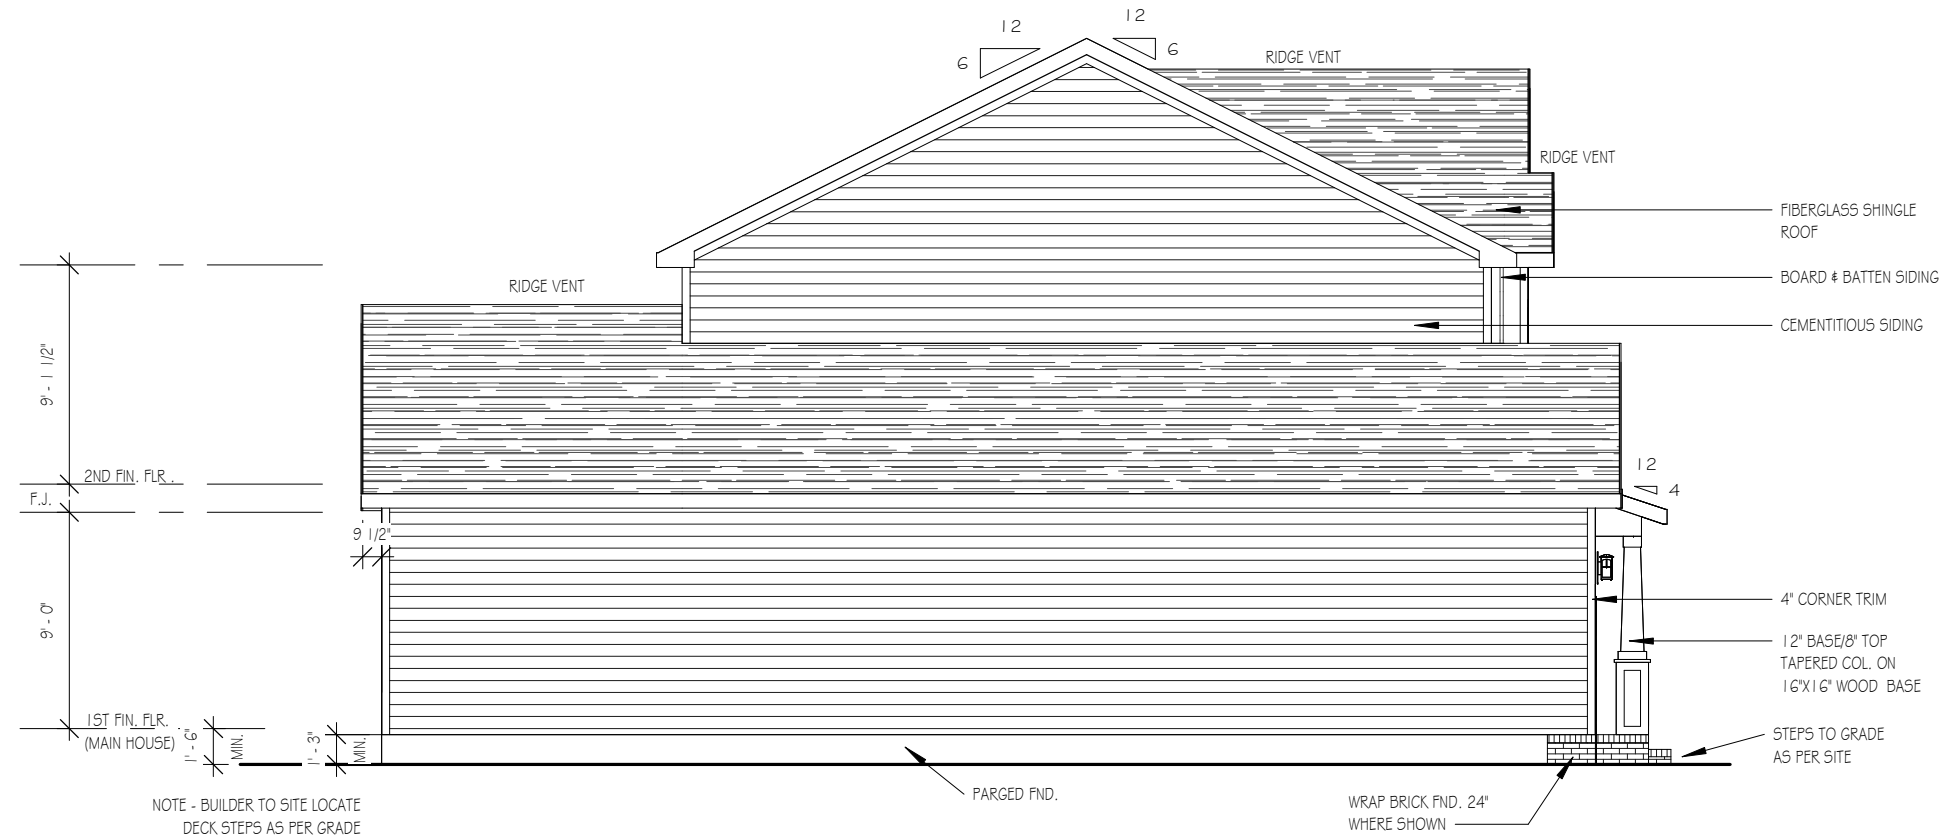 12
12
6
6
RIDGE VENT
RIDGE VENT
FIBERGLASS SHINGLE
ROOF
BOARD & BATTEN SIDING
RIDGE VENT
CEMENTITIOUS SIDING
9' - 1 1/2"
12
4
2ND FIN. FLR .
F.J.
9 1/2"
9' - 0"
4" CORNER TRIM
12" BASE/8" TOP
TAPERED COL. ON
16"X16" WOOD BASE
1ST FIN. FLR.
(MAIN HOUSE)
1' - 6"
MIN.
1' - 3"
MIN.
STEPS TO GRADE
AS PER SITE
PARGED FND.
NOTE - BUILDER TO SITE LOCATE
DECK STEPS AS PER GRADE
WRAP BRICK FND. 24"
WHERE SHOWN